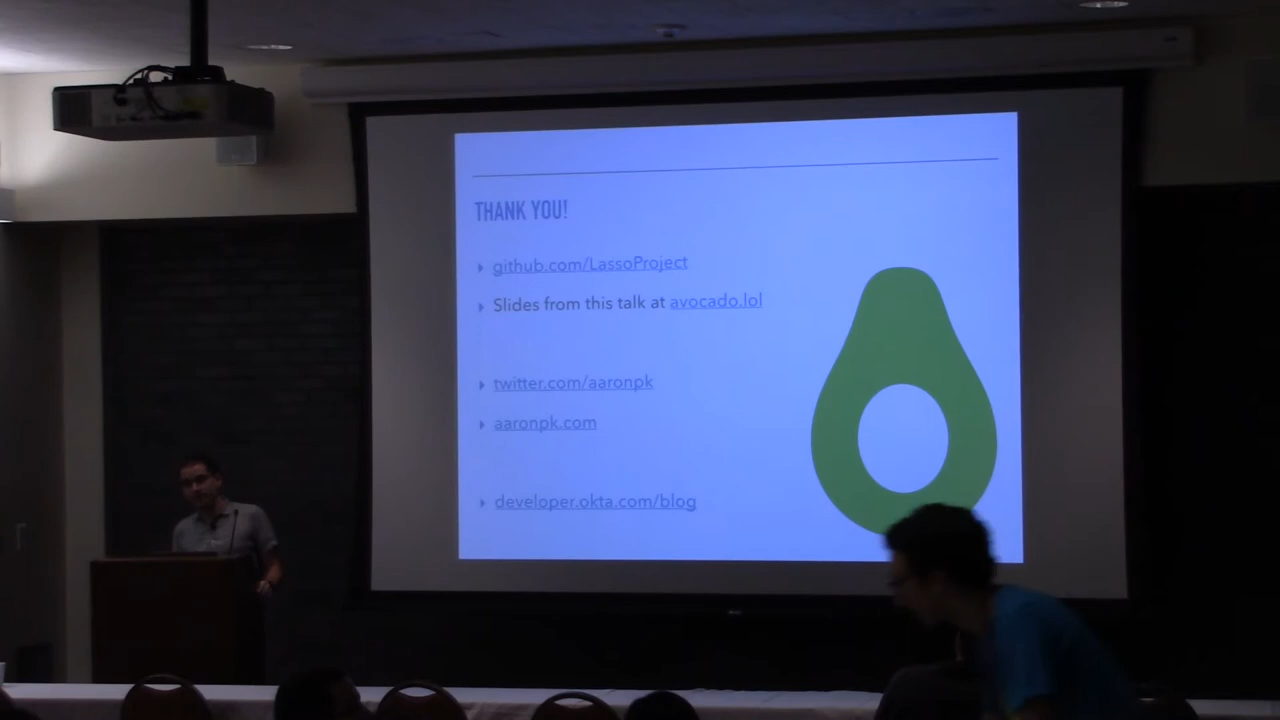 THANK YOU!
github.com/LassoProject
Slides from this talk at avocado.lol
twitter.com/aaronpk
aaronpk.com
developer.okta.com/blog